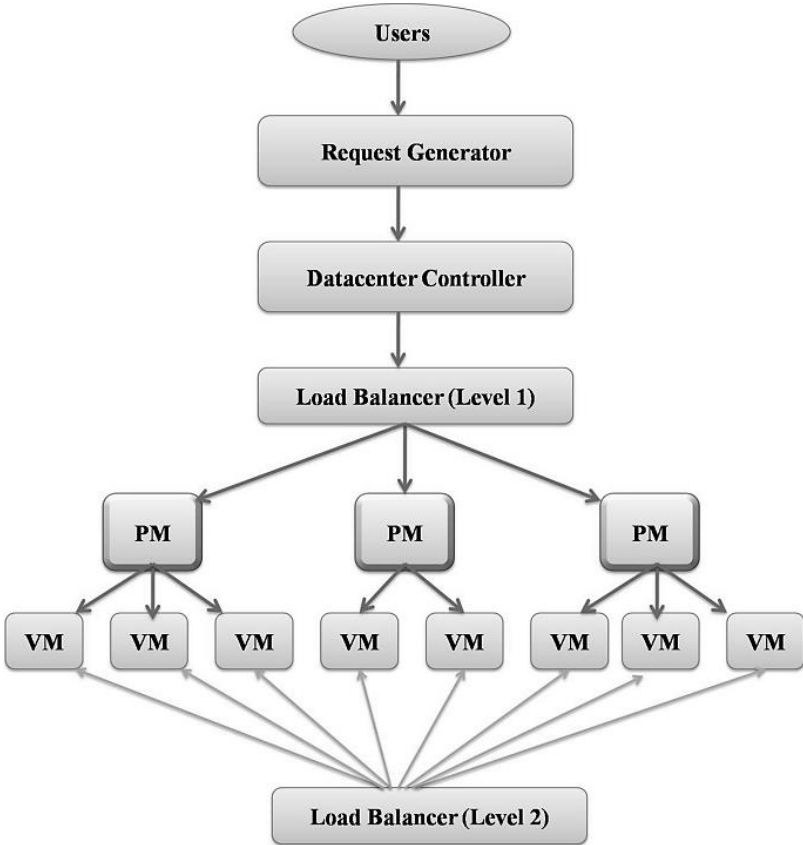 Users
Request Generator
Datacenter Controller
Load Balancer (Level 1)
PM PM PM
VM VM VM VM VM VM VM VM
Load Balancer (Level 2)